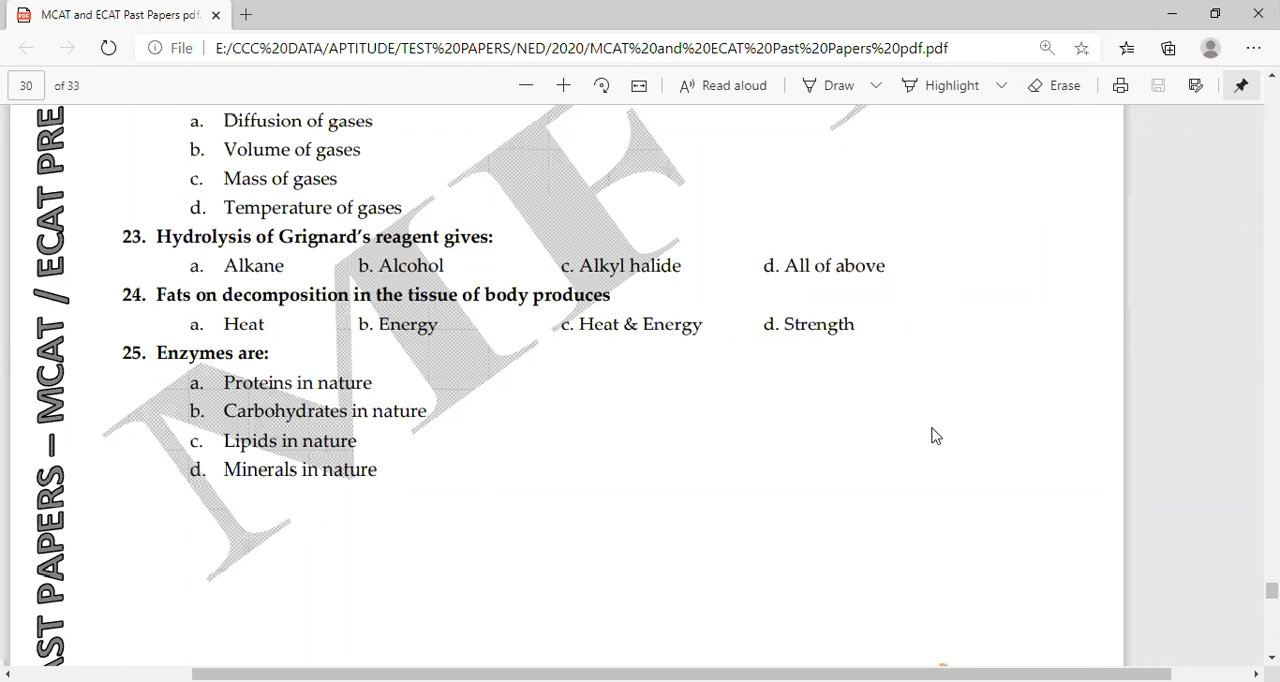 MCAT and ECAT Past Papers pdf.
File
E:/CCC%20DATA/APTITUDE/TEST%20PAPERS/NED/2020/MCAT%20and%20ECAT%20Past%20Papers%20pdf.pdf
30 of 33
Read aloud
Draw
Highlight
Erase
a. Diffusion of gases
b. Volume of gases
c. Mass of gases
d. Temperature of gases
23. Hydrolysis of Grignard’s reagent gives:
a. Alkane b. Alcohol c. Alkyl halide d. All of above
24. Fats on decomposition in the tissue of body produces
a. Heat b. Energy c. Heat & Energy d. Strength
25. Enzymes are:
a. Proteins in nature
b. Carbohydrates in nature
c. Lipids in nature
d. Minerals in nature
AST PAPERS – MCAT / ECAT PRE